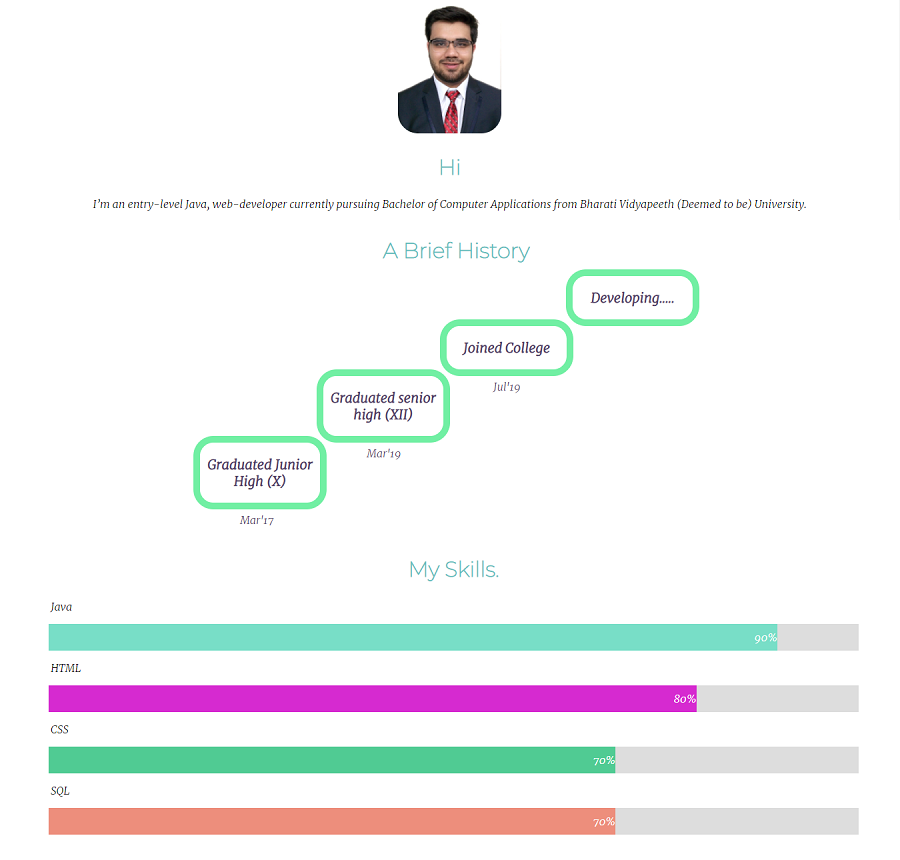 Hi
I'm an entry-level Java, web-developer currently pursuing Bachelor of Computer Applications from Bharati Vidyapeeth (Deemed to be) University.
A Brief History
Developing.....
Joined College
Jul'19
Graduated senior
high (XII)
Mar'19
Graduated Junior
High (X)
Mar'17
My Skills.
Java
90%
HTML
80%
CSS
70%
SQL
70%